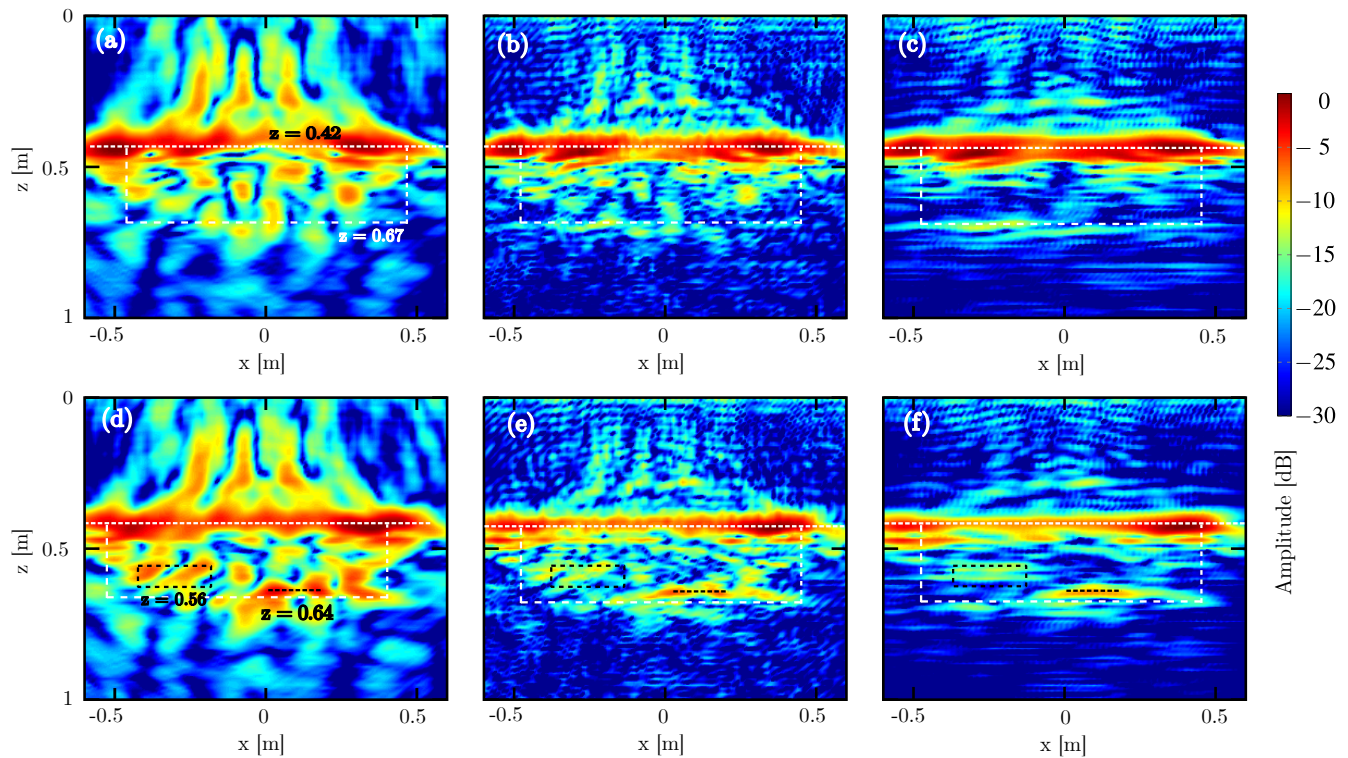 0 (a) (b) (c)
z = 0.42
z [m] 0.5
z = 0.67
1
-0.5 0 0.5 -0.5 0 0.5 -0.5 0 0.5
x [m] x [m] x [m]
0
−5
−10
−15
−20
−25
−30
Amplitude [dB]
0 (d) (e) (f)
z [m] 0.5
z = 0.56
z = 0.64
1
-0.5 0 0.5 -0.5 0 0.5 -0.5 0 0.5
x [m] x [m] x [m]